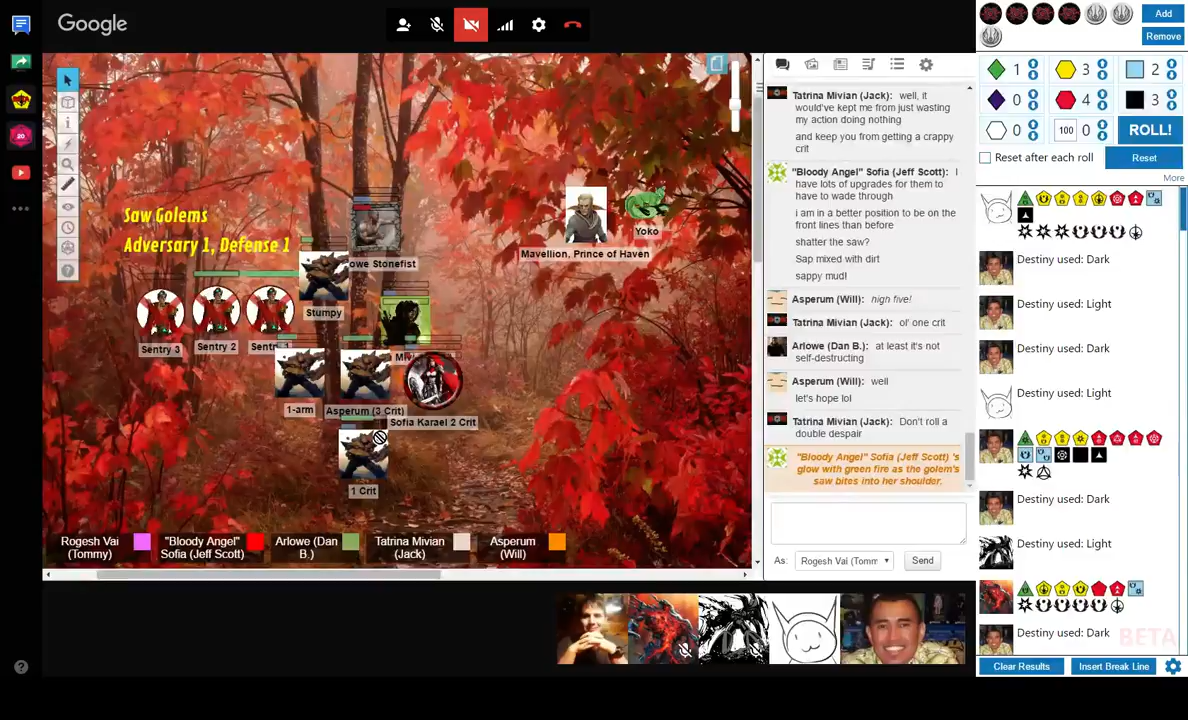 Google
Saw Golems
Adversary 1, Defense 1
owe Stonefist
Stumpy
Sentry 3
Sentry 2
Mavellion, Prince of Haven
Yoko
1-arm
Asperum (3 Crit)
Sofia Karael 2 Crit
1 Crit
Rogesh Vai
(Tommy)
"Bloody Angel"
Sofia (Jeff Scott)
Arlowe (Dan
B.)
Tatrina Mivian
(Jack)
Asperum
(Will)
Tatrina Mivian (Jack): well, it
would've kept me from just wasting
my action doing nothing
and keep you from getting a crappy
crit
"Bloody Angel" Sofia (Jeff Scott): I
have lots of upgrades for them to
have to wade through
i am in a better position to be on the
front lines than before
shatter the saw?
Sap mixed with dirt
sappy mud!
Asperum (Will): high five!
Tatrina Mivian (Jack): ol' one crit
Arlowe (Dan B.): at least it's not
self-destructing
Asperum (Will): well
let's hope lol
Tatrina Mivian (Jack): Don't roll a
double despair
"Bloody Angel" Sofia (Jeff Scott) 's
glow with green fire as the golem's
saw bites into her shoulder.
As:
Rogesh Vai (Tomm
Send
Add
Remove
1 3 2
0 4 3
0 100 0 ROLL!
Reset after each roll
Reset
More
Destiny used: Dark
Destiny used: Light
Destiny used: Dark
Destiny used: Light
Destiny used: Dark
Destiny used: Light
Destiny used: Dark
BETA
Clear Results
Insert Break Line
20